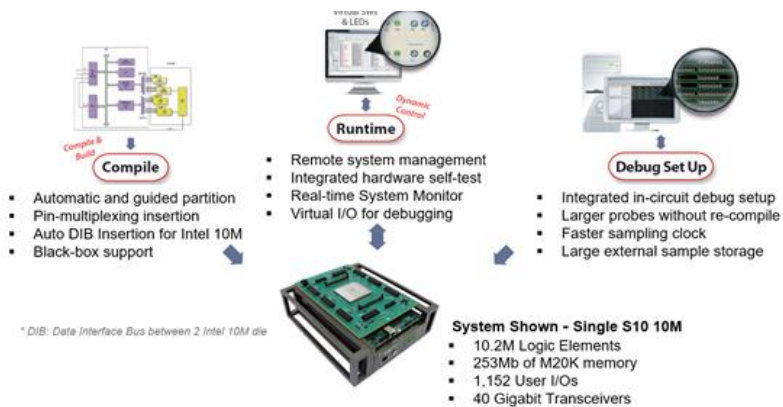 Virtual SWs
& LEDs
Compile &
Build
Dynamic
Control
Compile
Runtime
Debug Set Up
▪ Automatic and guided partition
▪ Pin-multiplexing insertion
▪ Auto DIB Insertion for Intel 10M
▪ Black-box support
▪ Remote system management
▪ Integrated hardware self-test
▪ Real-time System Monitor
▪ Virtual I/O for debugging
▪ Integrated in-circuit debug setup
▪ Larger probes without re-compile
▪ Faster sampling clock
▪ Large external sample storage
* DIB: Data Interface Bus between 2 Intel 10M die
System Shown - Single S10 10M
▪ 10.2M Logic Elements
▪ 253Mb of M20K memory
▪ 1,152 User I/Os
▪ 40 Gigabit Transceivers